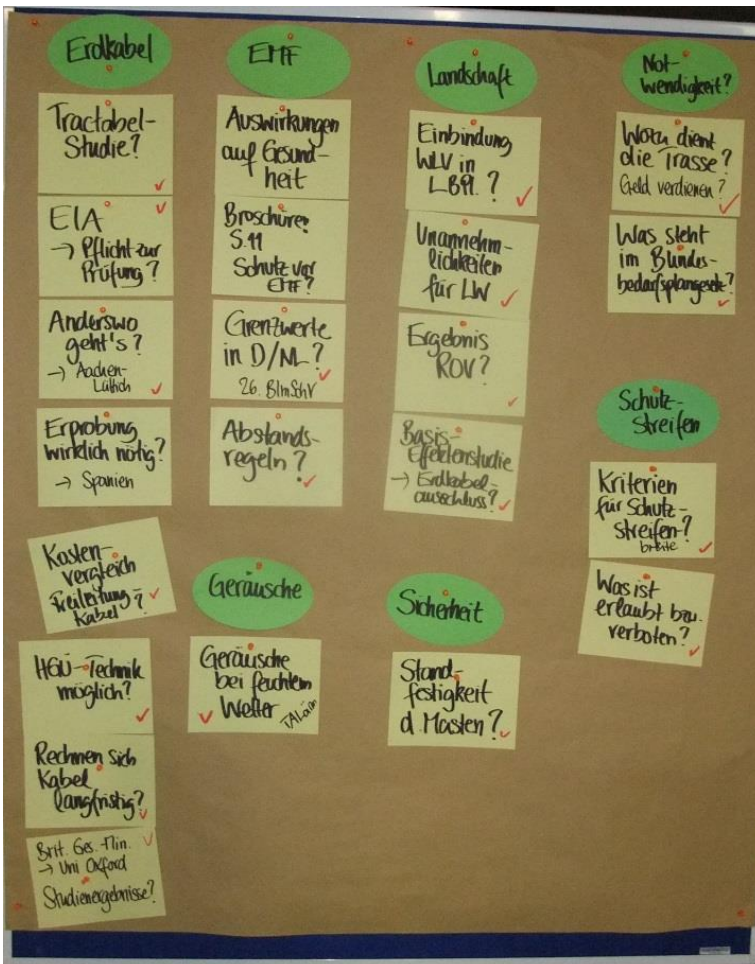 Erdkabel
Tractabel-
Studie?
EIA
→ Pflicht zur
Prüfung?
Anderswo
geht's?
→ Aachen-
Lüttich
Erprobung
wirklich nötig?
→ Spanien
Kosten-
vergleich
Freileitung-
Kabel?
HGÜ-Technik
möglich?
Rechnen sich
Kabel
langfristig?
Brit. Ges.-Min.
→ Uni Oxford
Studienergebnisse?
EMF
Auswirkungen
auf Gesund-
heit
Broschüre
S.11
Schutz vor
EMF?
Grenzwerte
in D/NL?
26. BImSchV
Abstands-
regeln?
Geräusche
Geräusche
bei feuchtem
Wetter
TALärm
Landschaft
Einbindung
WLV in
LBPl.?
Unannehm-
lichkeiten
für LW
Ergebnis
ROV?
Basis-
Effektenstudie
→ Erdkabel-
ausschluss?
Sicherheit
Stand-
festigkeit
d. Masten?
Not-
wendigkeit?
Wozu dient
die Trasse?
Geld verdienen?
Was steht
im Bundes-
bedarfsplangesetz?
Schutz-
streifen
Kriterien
für Schutz-
streifen-?
breite
Was ist
erlaubt bzw.
verboten?